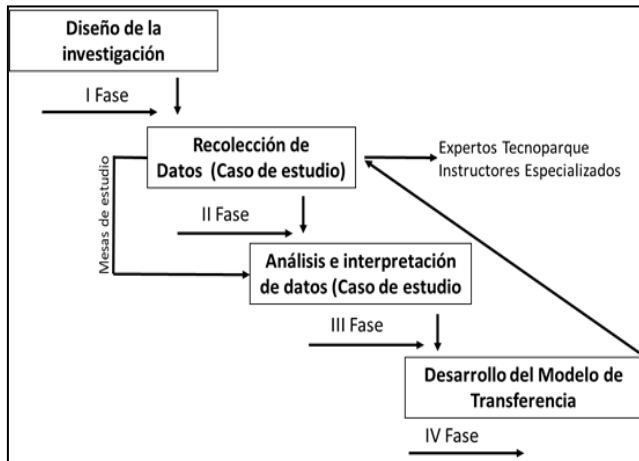 Diseño de la
investigación
I Fase
Recolección de
Datos (Caso de estudio)
Expertos Tecnoparque
Instructores Especializados
Mesas de estudio
II Fase
Análisis e interpretación
de datos (Caso de estudio
III Fase
Desarrollo del Modelo de
Transferencia
IV Fase